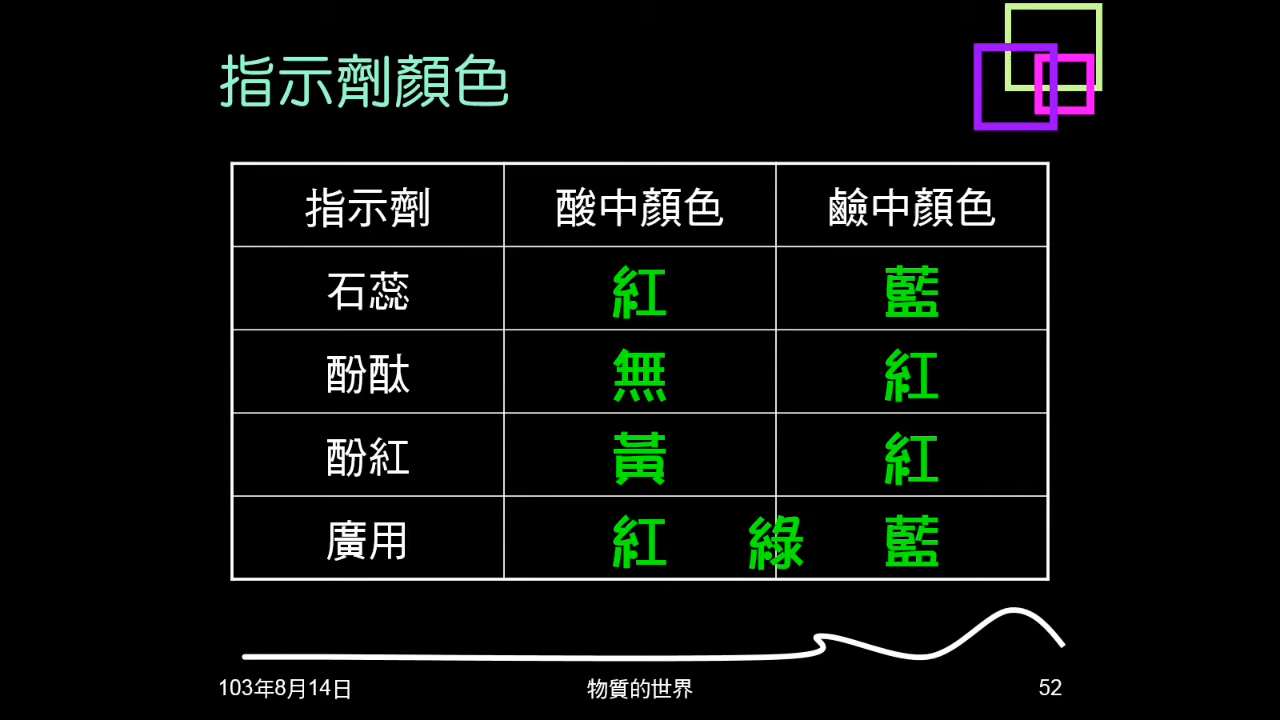 指示劑顏色
指示劑 酸中顏色 鹼中顏色
石蕊 紅 藍
酚酞 無 紅
酚紅 黃 紅
廣用 紅 綠 藍
103年8月14日 物質的世界 52